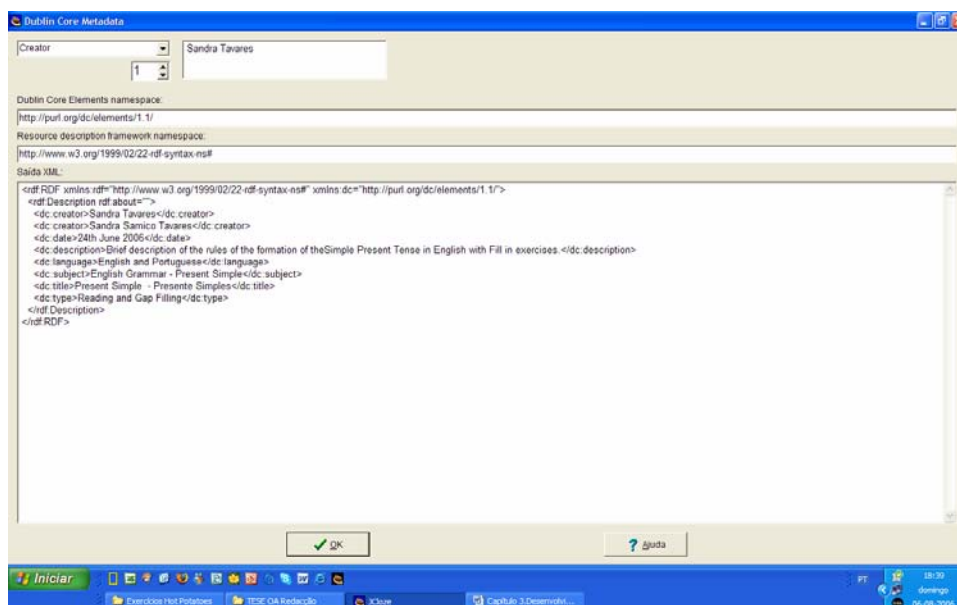 Dublin Core Metadata
Creator
Sandra Tavares
1
Dublin Core Elements namespace:
http://purl.org/dc/elements/1.1/
Resource description framework namespace:
http://www.w3.org/1999/02/22-rdf-syntax-ns#
Saída XML:
<rdf:RDF xmlns:rdf="http://www.w3.org/1999/02/22-rdf-syntax-ns#" xmlns:dc="http://purl.org/dc/elements/1.1/">
<rdf:Description rdf:about="">
<dc:creator>Sandra Tavares</dc:creator>
<dc:creator>Sandra Samico Tavares</dc:creator>
<dc:date>24th June 2006</dc:date>
<dc:description>Brief description of the rules of the formation of theSimple Present Tense in English with Fill in exercises.</dc:description>
<dc:language>English and Portuguese</dc:language>
<dc:subject>English Grammar - Present Simple</dc:subject>
<dc:title>Present Simple  - Presente Simples</dc:title>
<dc:type>Reading and Gap Filling</dc:type>
</rdf:Description>
</rdf:RDF>
OK
Ajuda
Iniciar
PT
18:39
Exercícios Hot Potatoes
TESE OA Redacção
XCloze
Capítulo 3.Desenvolvi...
domingo
06-08-2006